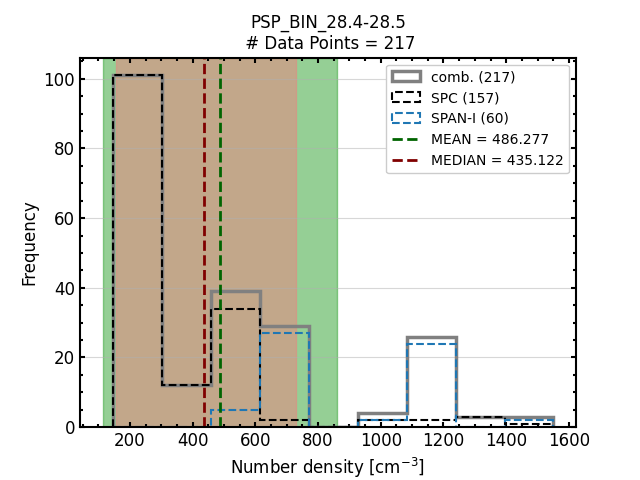 PSP_BIN_28.4-28.5
# Data Points = 217
comb. (217)
SPC (157)
SPAN-I (60)
MEAN = 486.277
MEDIAN = 435.122
100
80
60
40
20
0
Frequency
200 400 600 800 1000 1200 1400 1600
Number density [cm⁻³]